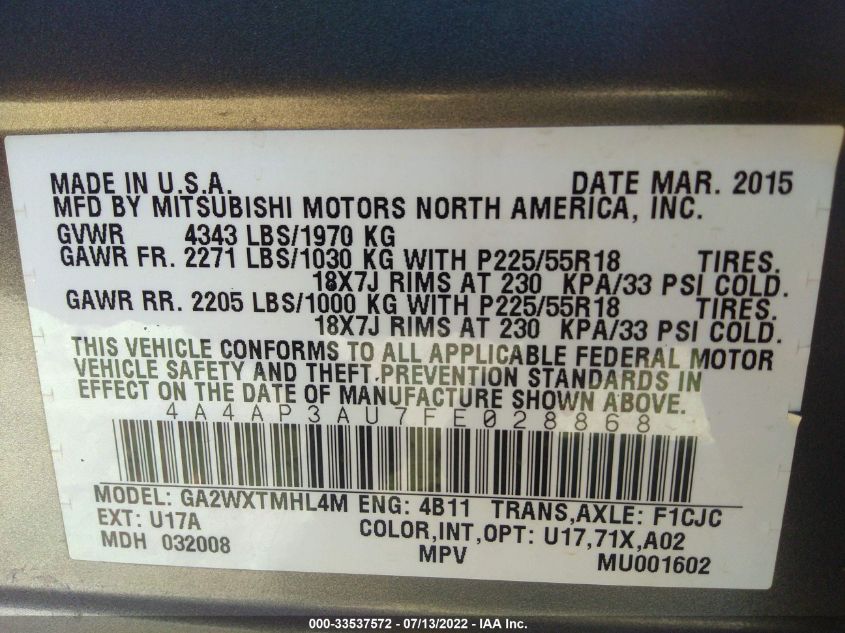 MADE IN U.S.A. DATE MAR. 2015
MFD BY MITSUBISHI MOTORS NORTH AMERICA, INC.
GVWR 4343 LBS/1970 KG
GAWR FR. 2271 LBS/1030 KG WITH P225/55R18 TIRES.
18X7J RIMS AT 230 KPA/33 PSI COLD.
GAWR RR. 2205 LBS/1000 KG WITH P225/55R18 TIRES.
18X7J RIMS AT 230 KPA/33 PSI COLD.
THIS VEHICLE CONFORMS TO ALL APPLICABLE FEDERAL MOTOR
VEHICLE SAFETY AND THEFT PREVENTION STANDARDS IN
EFFECT ON THE DATE OF MANUFACTURE SHOWN ABOVE.
4A4AP3AU7FE028868
MODEL: GA2WXTMHL4M ENG: 4B11 TRANS,AXLE: F1CJC
EXT: U17A COLOR,INT,OPT: U17,71X,A02
MDH 032008 MPV MU001602
000-33537572 - 07/13/2022 - IAA Inc.